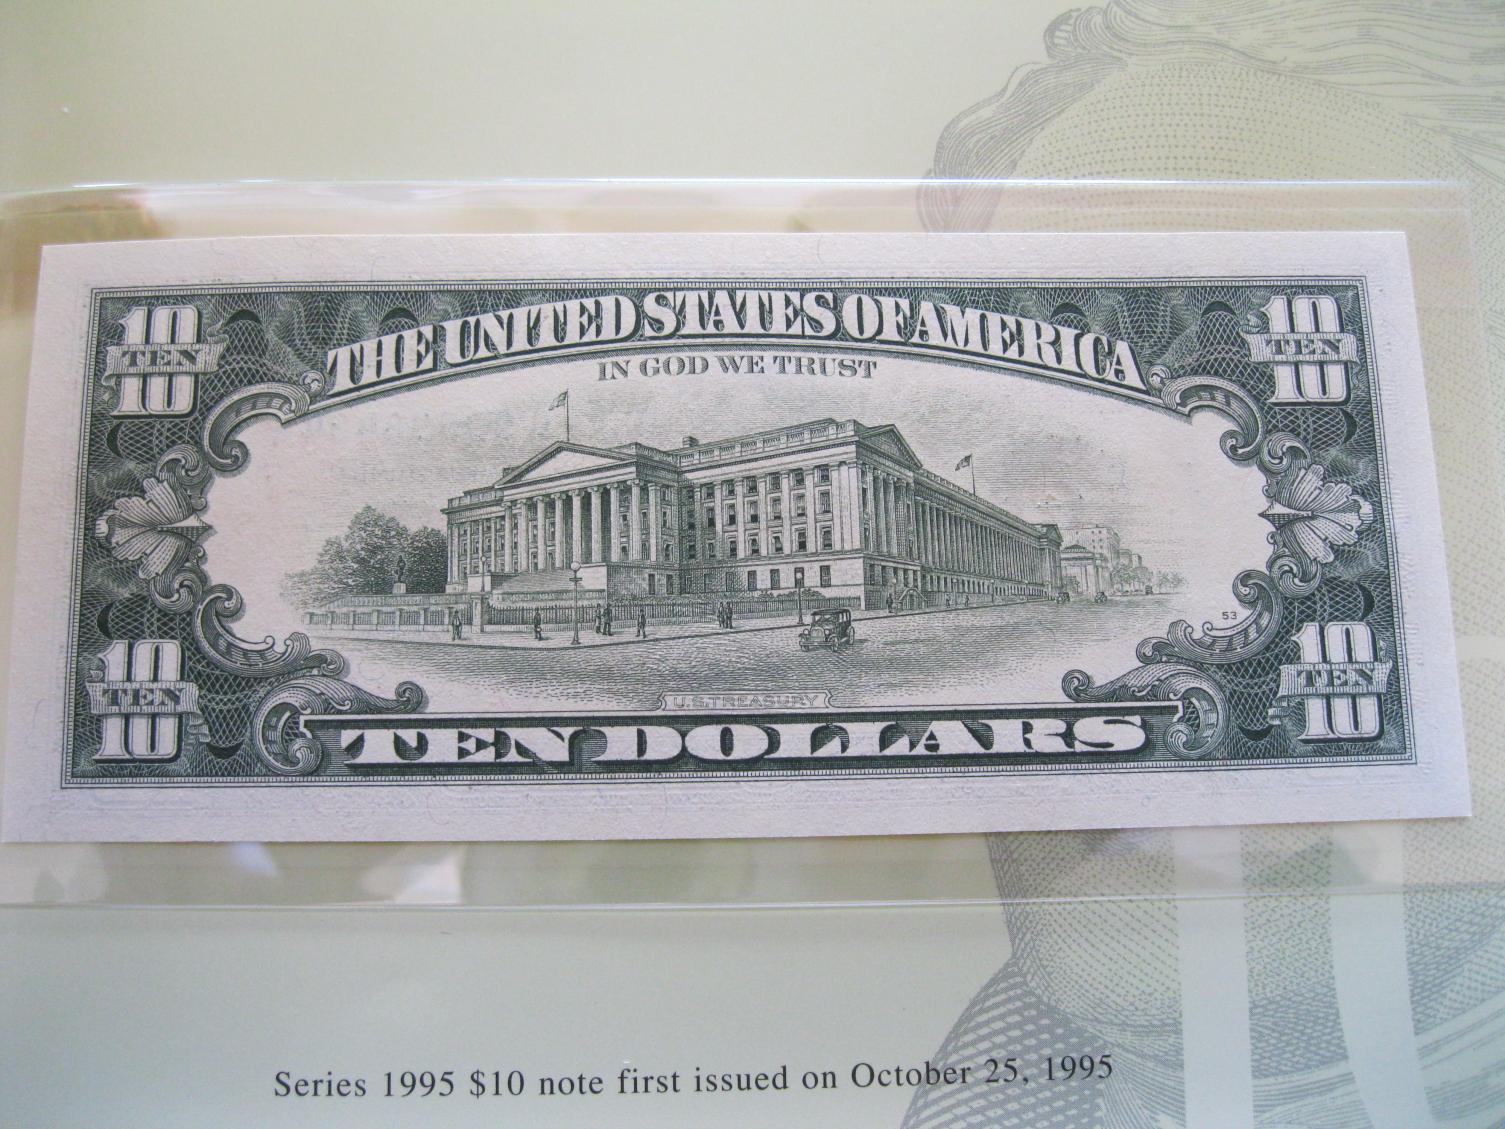 10 TEN 10
THE UNITED STATES OF AMERICA
10 TEN 10
IN GOD WE TRUST
53
U.S. TREASURY
10 TEN 10
TEN DOLLARS
10 TEN 10
Series 1995 $10 note first issued on October 25, 1995